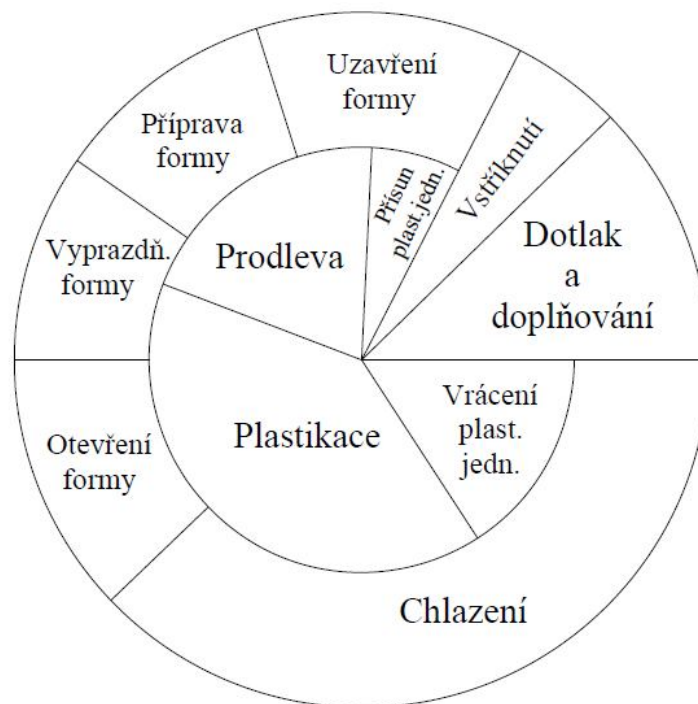 Uzavření
formy
Příprava
formy
Vstříknutí
Přísun
plast.jedn.
Dotlak
a
doplňování
Prodleva
Vyprazdň.
formy
Vrácení
plast.
jedn.
Plastikace
Otevření
formy
Chlazení